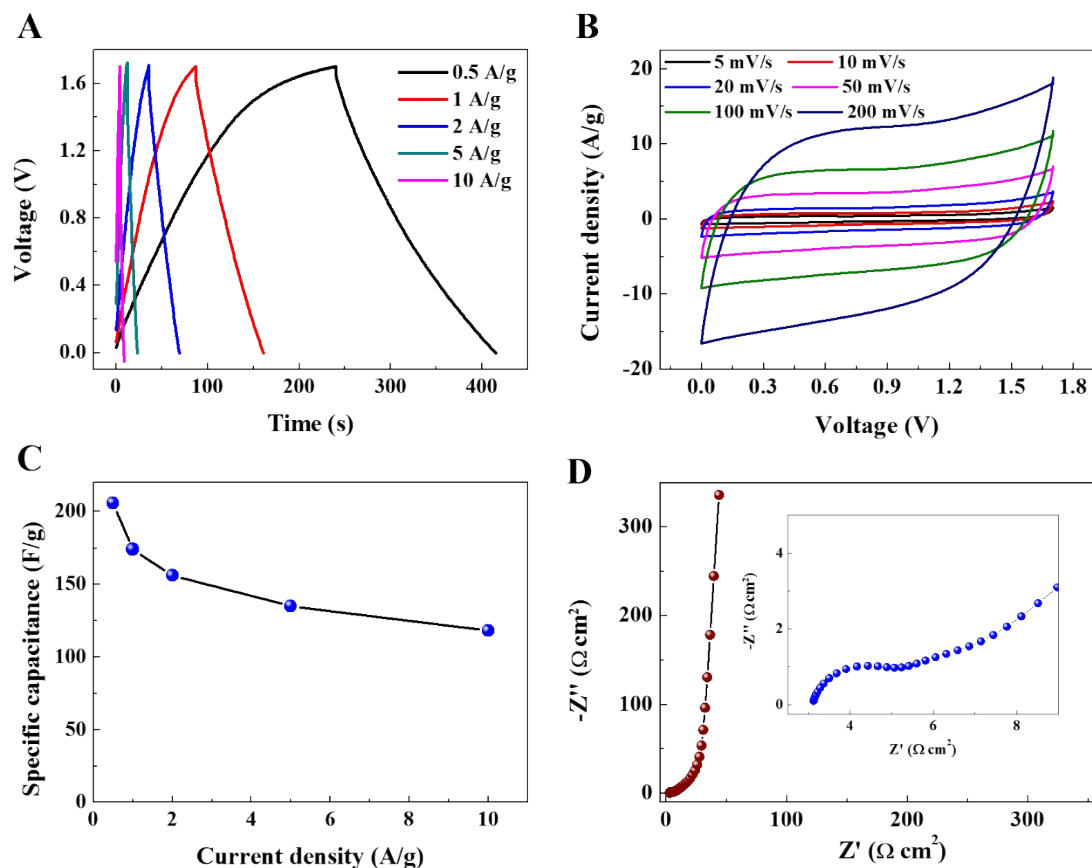 A
1.6
1.2
0.8
0.4
0.0
0
100
200
300
400
Voltage (V)
Time (s)
0.5 A/g
1 A/g
2 A/g
5 A/g
10 A/g
B
20
10
0
-10
-20
0.0
0.3
0.6
0.9
1.2
1.5
1.8
Current density (A/g)
Voltage (V)
5 mV/s
10 mV/s
20 mV/s
50 mV/s
100 mV/s
200 mV/s
C
200
150
100
50
0
0
2
4
6
8
10
Specific capacitance (F/g)
Current density (A/g)
D
300
200
100
0
0
100
200
300
-Z'' (Ω cm²)
Z' (Ω cm²)
4
2
0
4
6
8
-Z'' (Ω cm²)
Z' (Ω cm²)